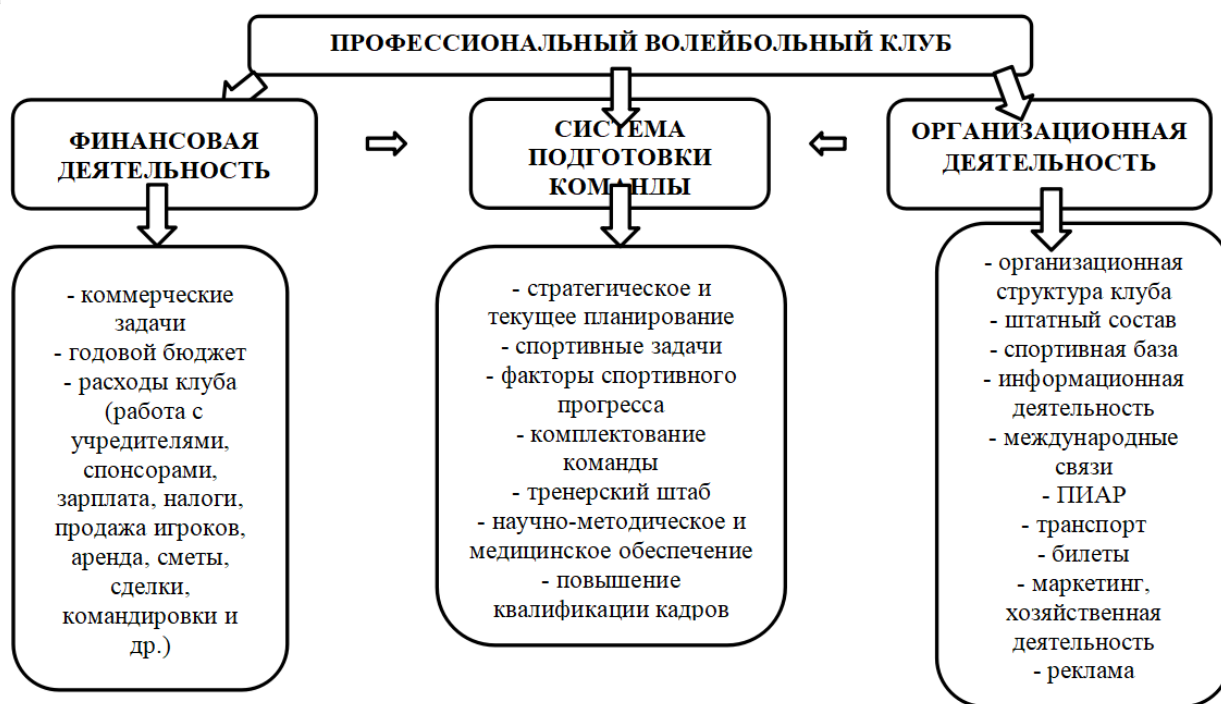 ПРОФЕССИОНАЛЬНЫЙ ВОЛЕЙБОЛЬНЫЙ КЛУБ
ФИНАНСОВАЯ
ДЕЯТЕЛЬНОСТЬ
СИСТЕМА
ПОДГОТОВКИ
КОМАНДЫ
ОРГАНИЗАЦИОННАЯ
ДЕЯТЕЛЬНОСТЬ
- коммерческие
задачи
- годовой бюджет
- расходы клуба
(работа с
учредителями,
спонсорами,
зарплата, налоги,
продажа игроков,
аренда, сметы,
сделки,
командировки и
др.)
- стратегическое и
текущее планирование
- спортивные задачи
- факторы спортивного
прогресса
- комплектование
команды
- тренерский штаб
- научно-методическое и
медицинское обеспечение
- повышение
квалификации кадров
- организационная
структура клуба
- штатный состав
- спортивная база
- информационная
деятельность
- международные
связи
- ПИАР
- транспорт
- билеты
- маркетинг,
хозяйственная
деятельность
- реклама